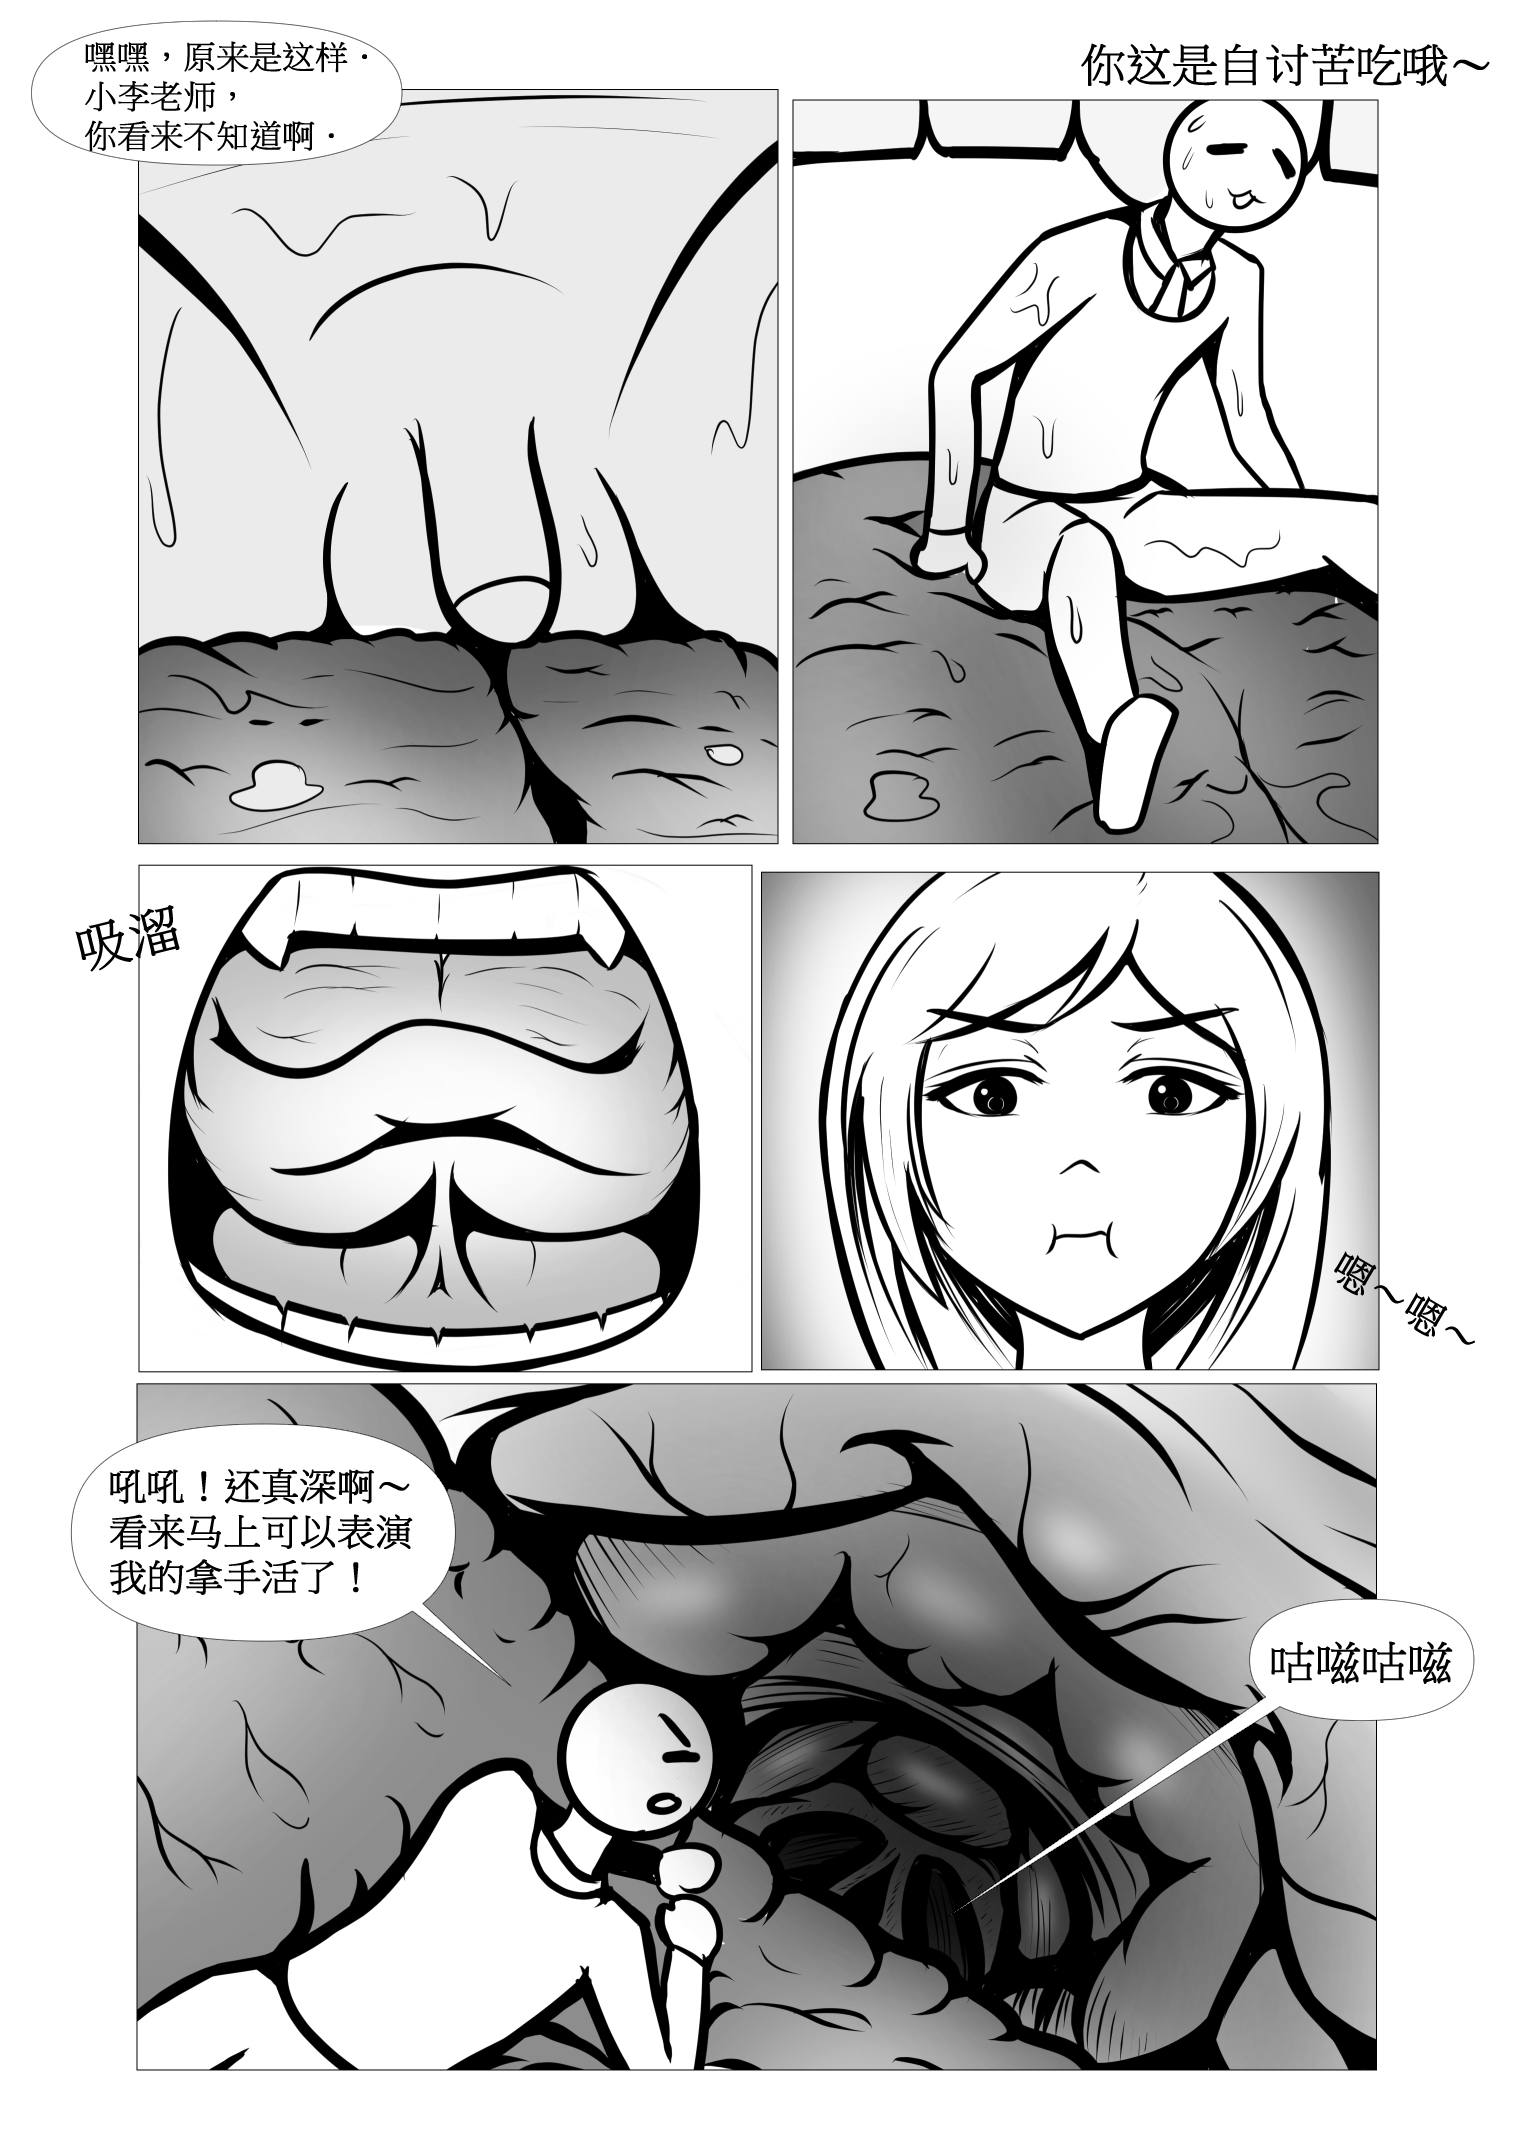 嘿嘿，原来是这样．
小李老师，
你看来不知道啊．
你这是自讨苦吃哦～
吸溜
嗯～嗯～
吼吼！还真深啊～
看来马上可以表演
我的拿手活了！
咕嗞咕嗞